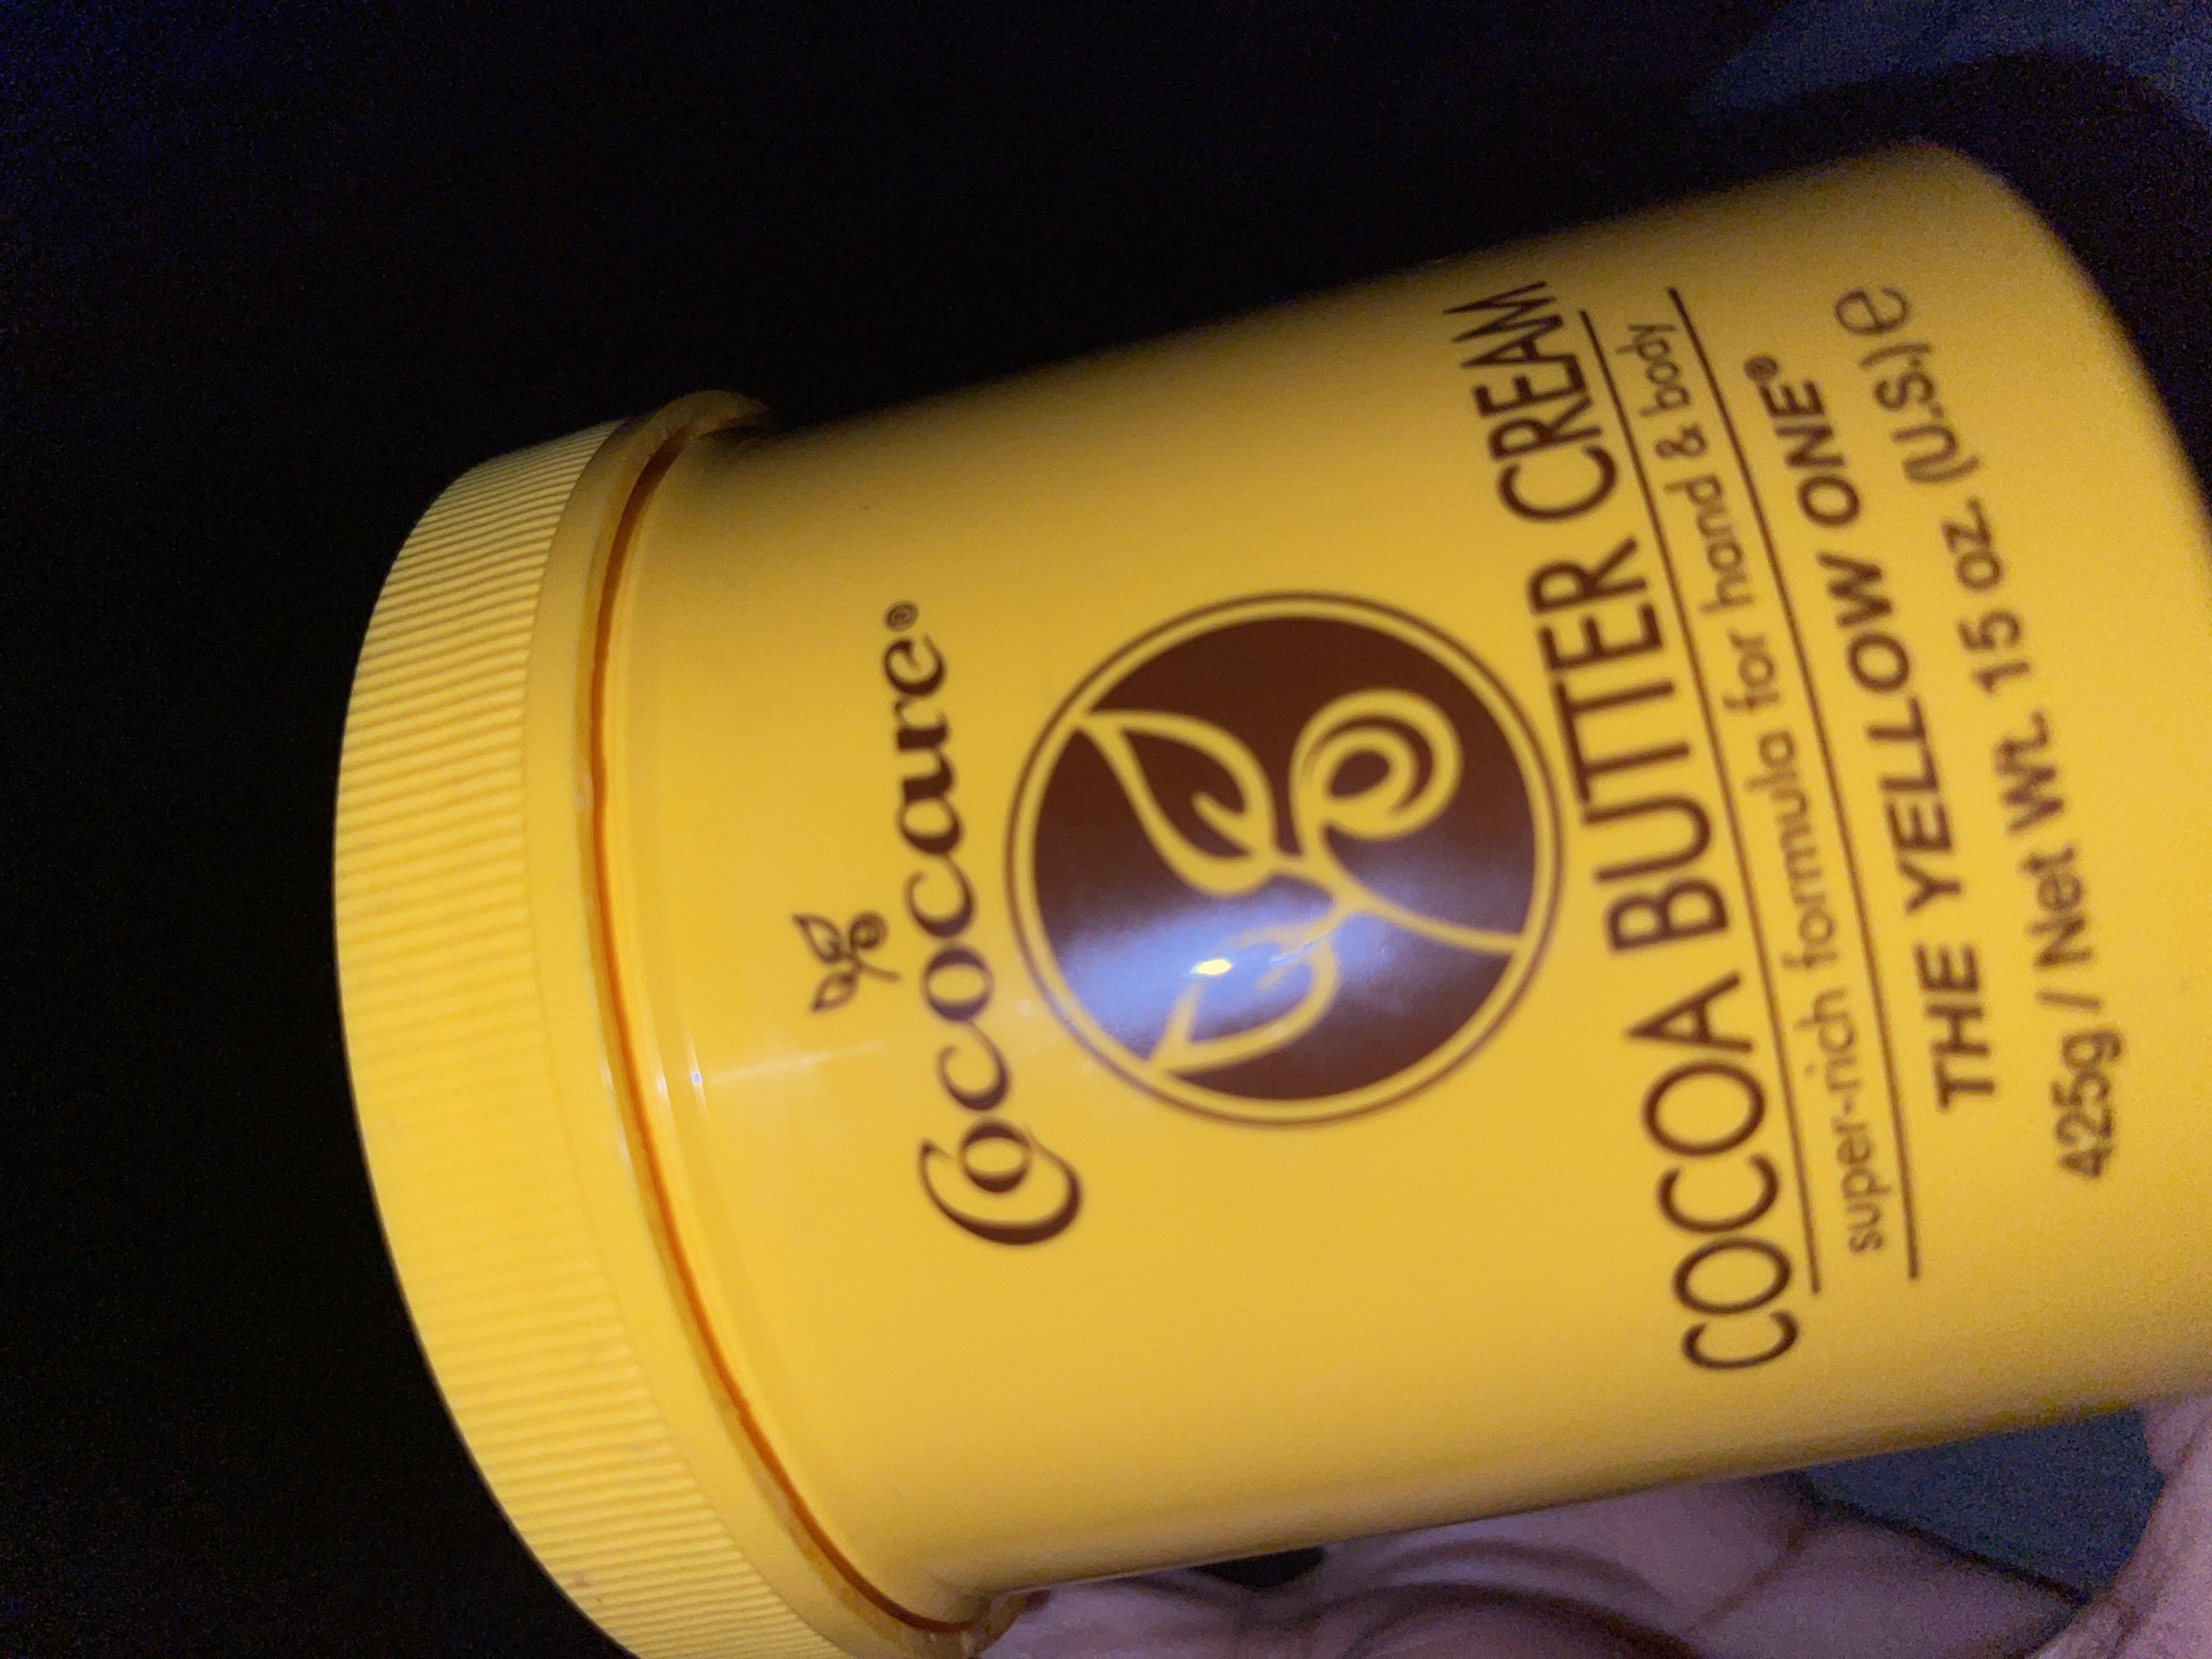 Cococare®
COCOA BUTTER CREAM
super-rich formula for hand & body
THE YELLOW ONE®
425g / Net Wt. 15 oz. (U.S.) ℮